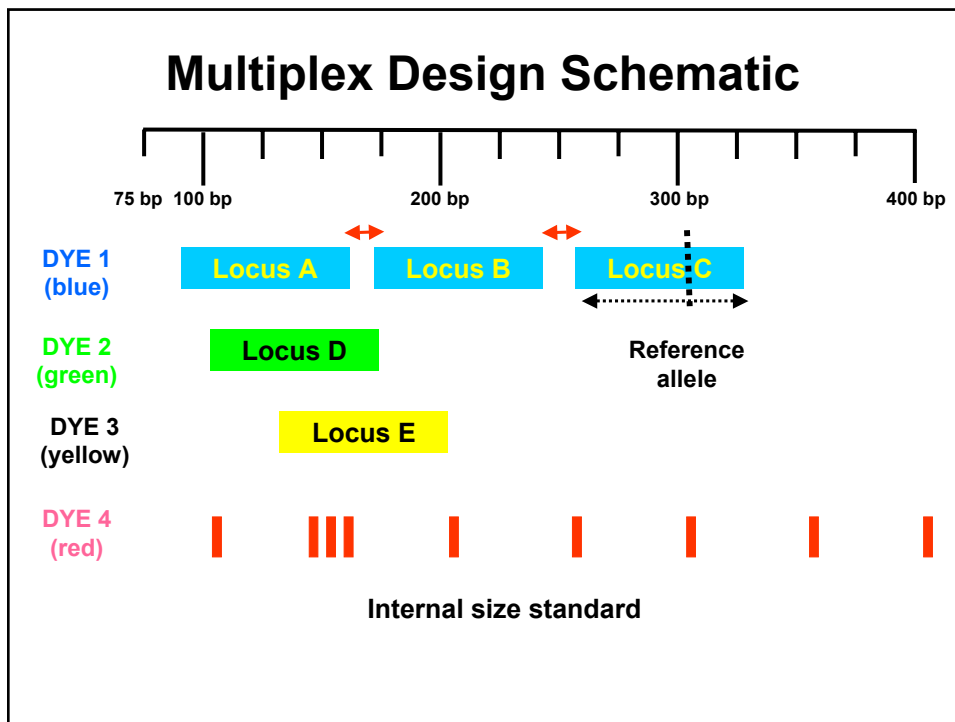 Multiplex Design Schematic
75 bp 100 bp 200 bp 300 bp 400 bp
DYE 1
(blue)
Locus A Locus B Locus C
DYE 2
(green)
Locus D
Reference
allele
DYE 3
(yellow)
Locus E
DYE 4
(red)
Internal size standard